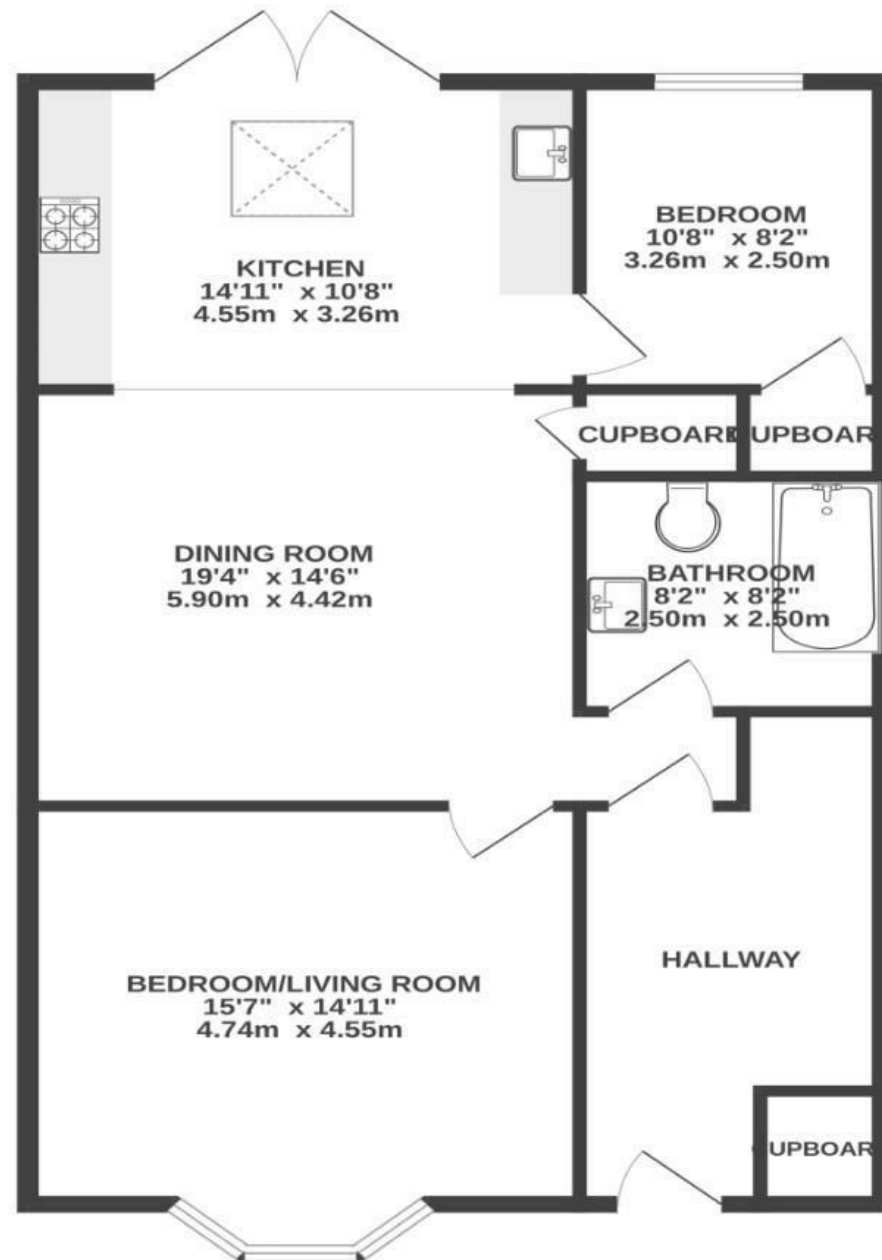 KITCHEN
14'11" x 10'8"
4.55m x 3.26m
BEDROOM
10'8" x 8'2"
3.26m x 2.50m
CUPBOARD
CUPBOAR
DINING ROOM
19'4" x 14'6"
5.90m x 4.42m
BATHROOM
8'2" x 8'2"
2.50m x 2.50m
BEDROOM/LIVING ROOM
15'7" x 14'11"
4.74m x 4.55m
HALLWAY
CUPBOAR